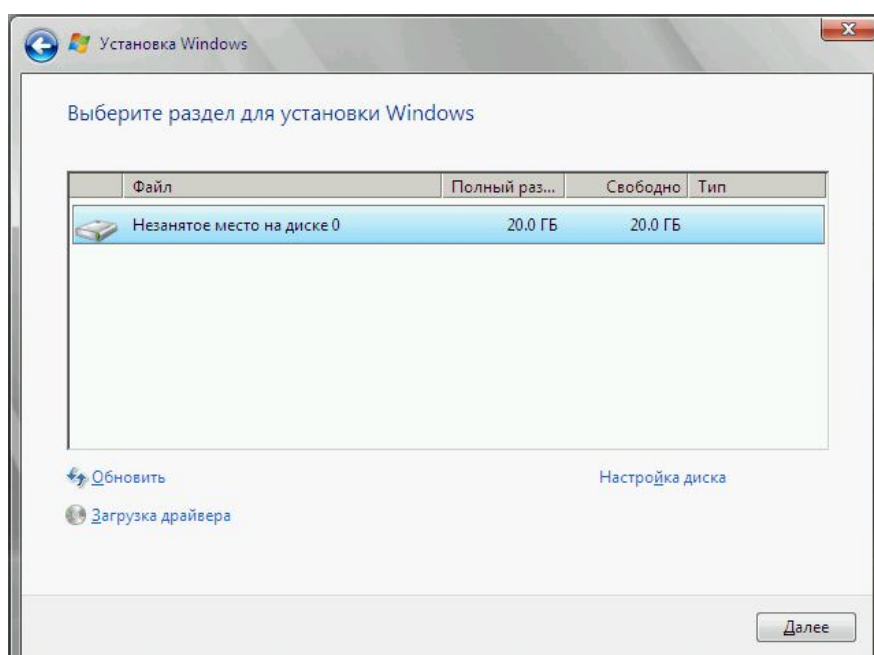 Установка Windows
Выберите раздел для установки Windows
Файл Полный раз... Свободно Тип
Незанятое место на диске 0 20.0 ГБ 20.0 ГБ
Обновить Настройка диска
Загрузка драйвера
Далее